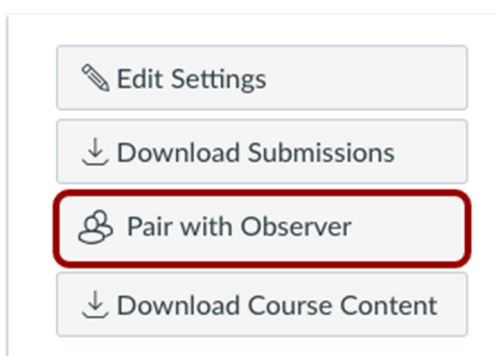 Edit Settings
Download Submissions
Pair with Observer
Download Course Content